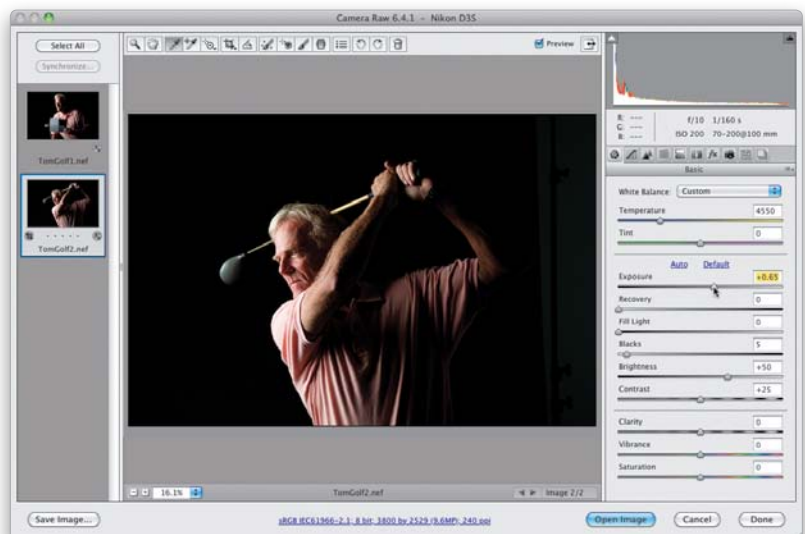 Camera Raw 6.4.1 - Nikon D3S
Select All
Synchronize...
Preview
TomGolf1.nef
TomGolf2.nef
R: ---
G: ---
B: ---
f/10 1/160 s
ISO 200 70-200@100 mm
Basic
White Balance: Custom
Temperature 4550
Tint 0
Auto Default
Exposure +0.65
Recovery 0
Fill Light 0
Blacks 5
Brightness +50
Contrast +25
Clarity 0
Vibrance 0
Saturation 0
16.1% TomGolf2.nef Image 2/2
Save Image... sRGB IEC61966-2.1; 8 bit; 3800 by 2529 (9.6MP); 240 ppi Open Image Cancel Done